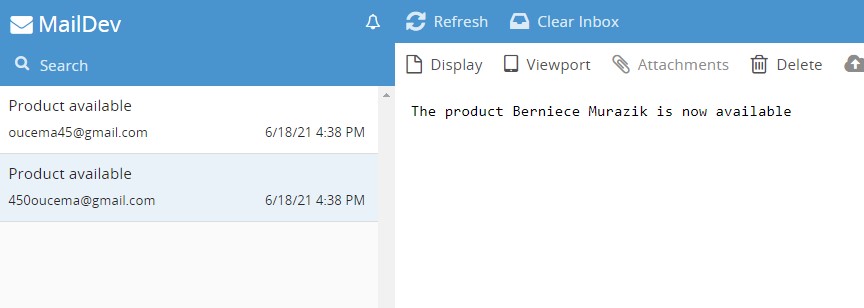 MailDev
Search
Product available
oucema45@gmail.com 6/18/21 4:38 PM
Product available
450oucema@gmail.com 6/18/21 4:38 PM
Refresh Clear Inbox
Display Viewport Attachments Delete
The product Berniece Murazik is now available